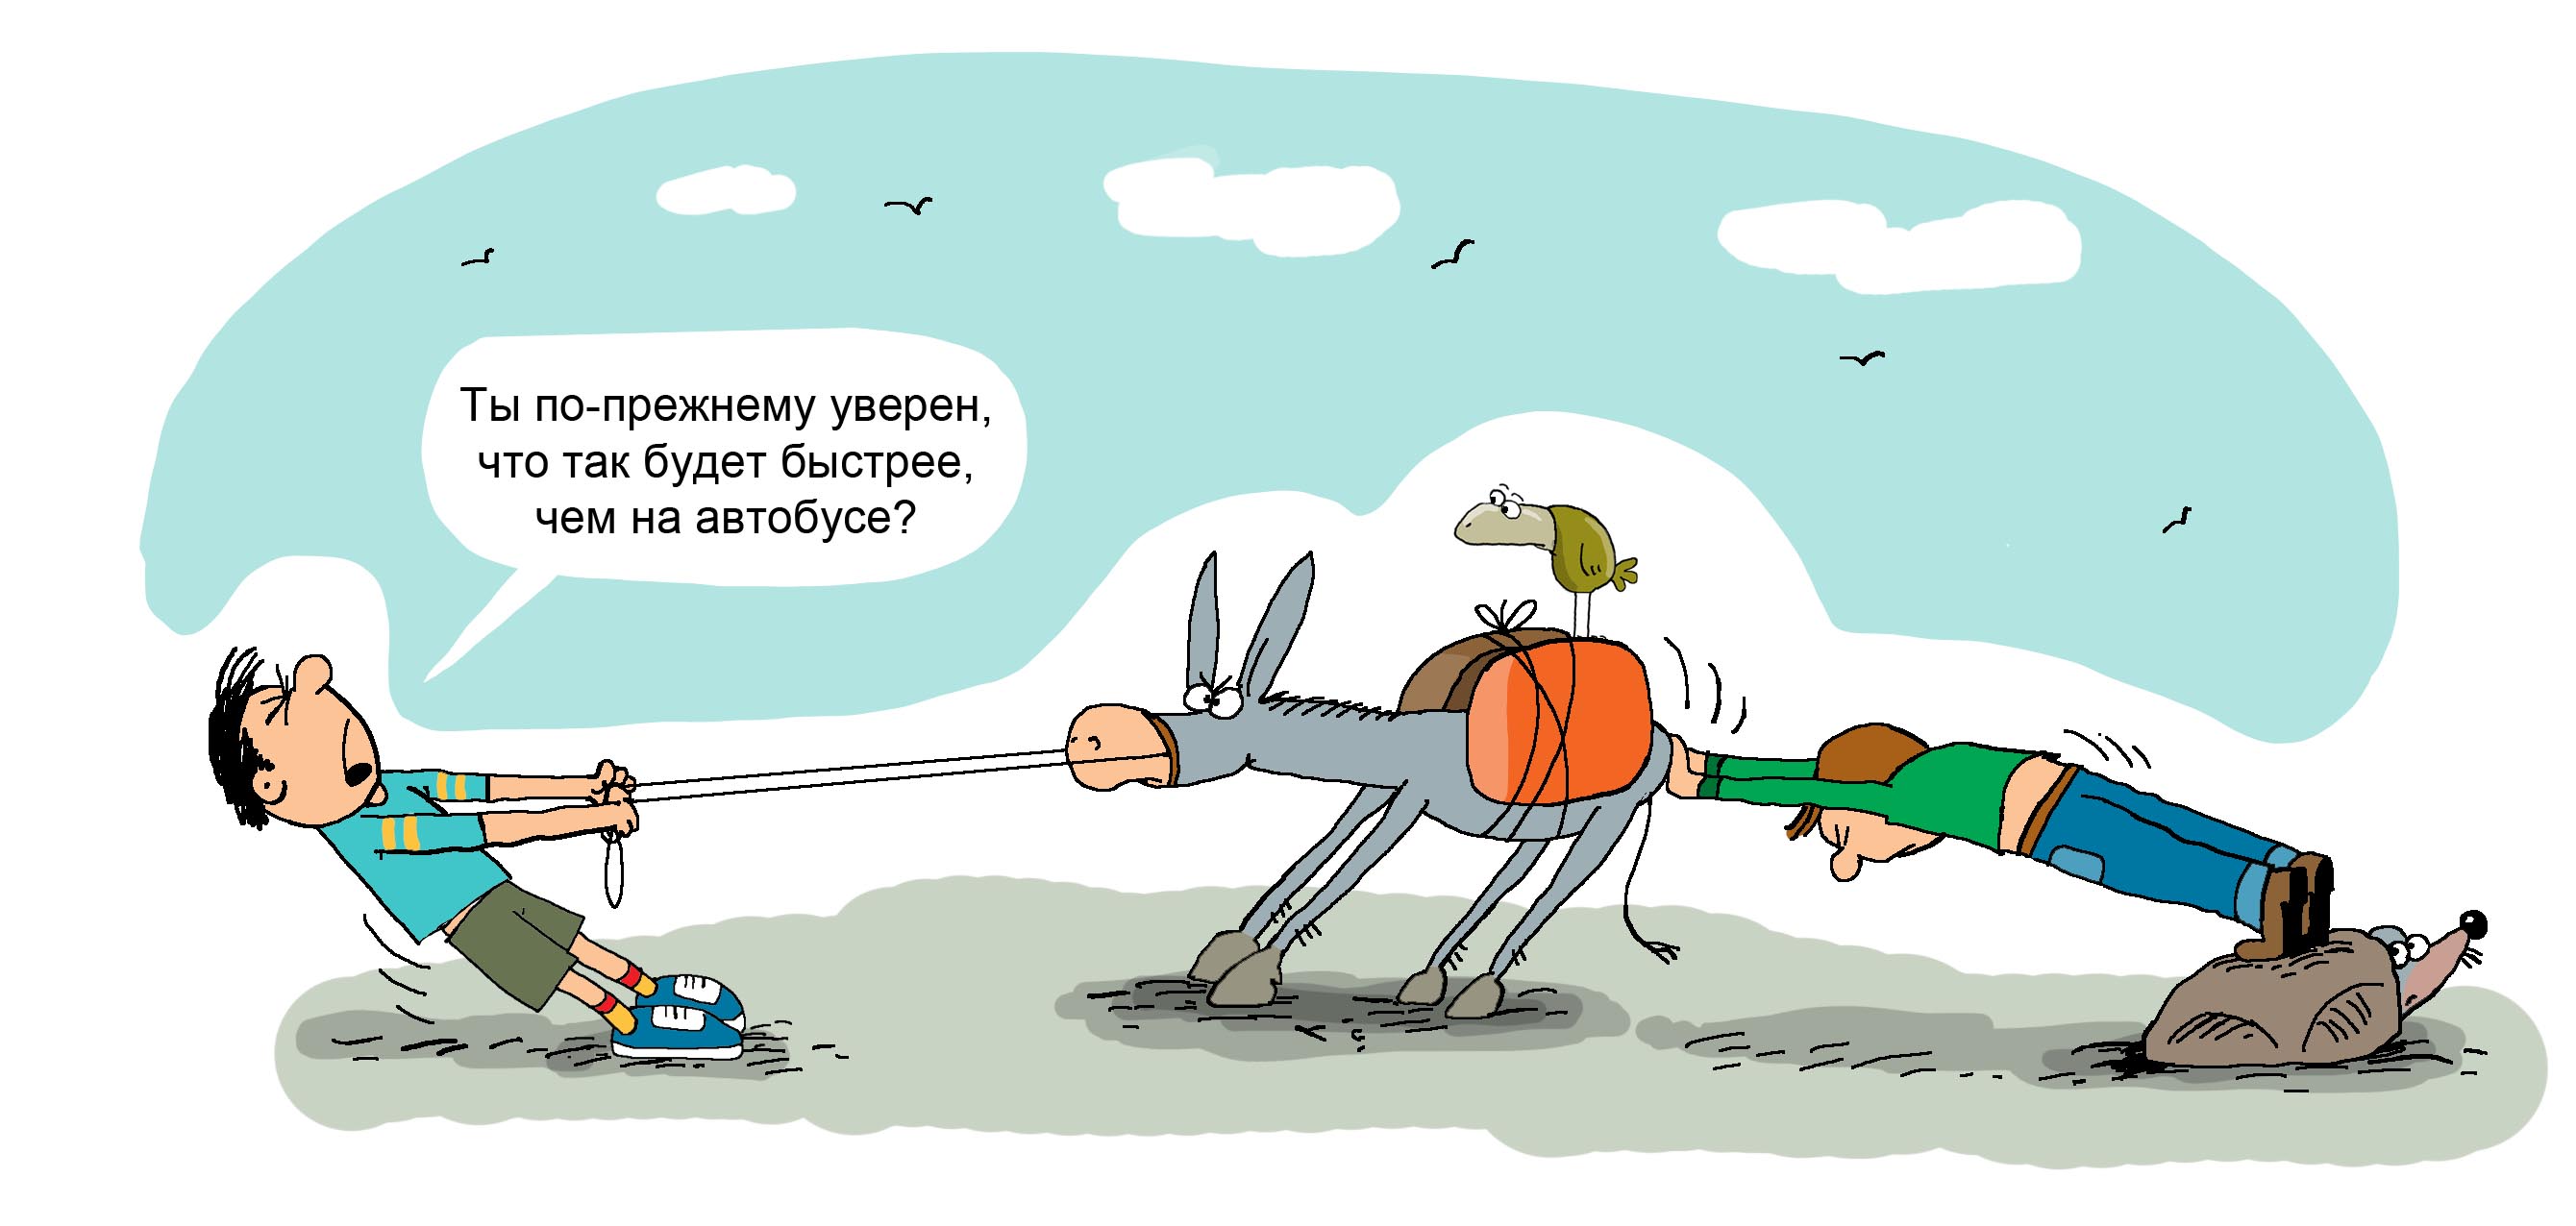 Ты по-прежнему уверен,
что так будет быстрее,
чем на автобусе?